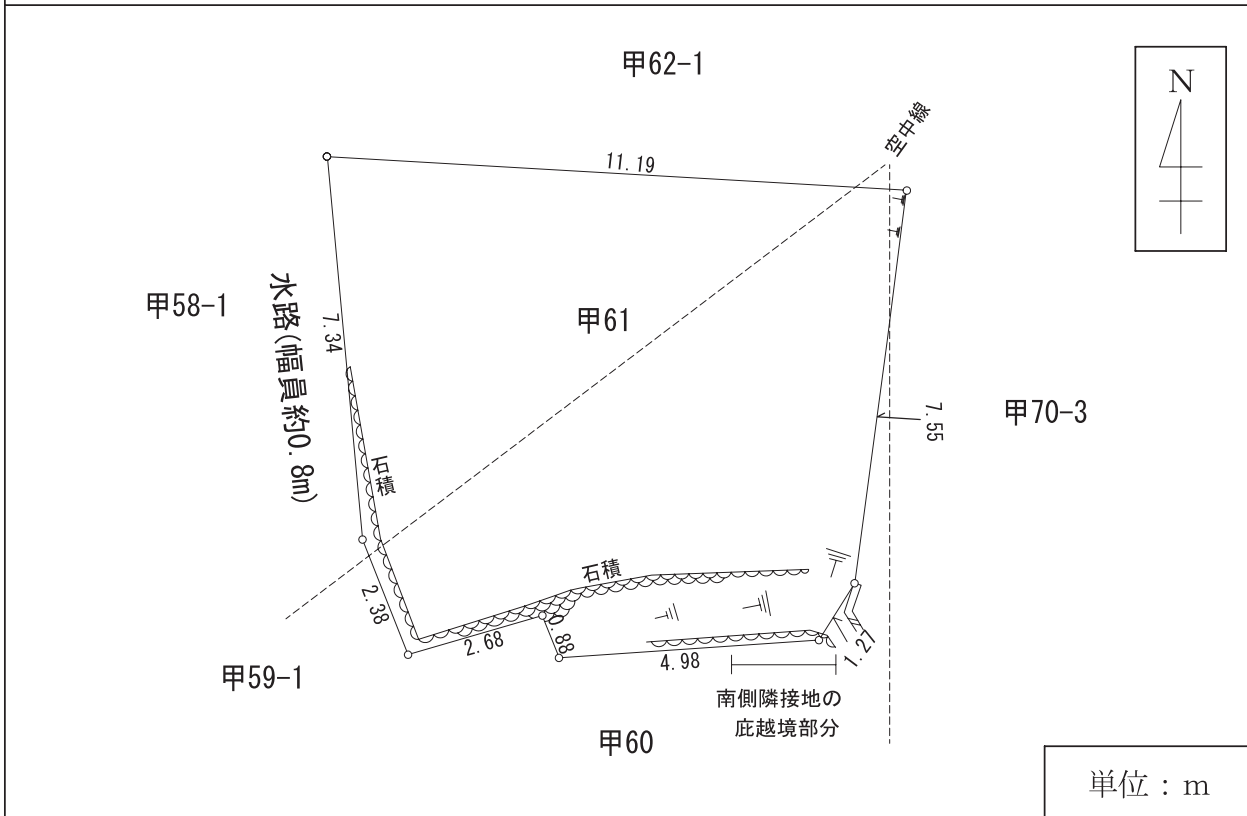 甲62-1
N
空中線
11.19
甲58-1
水路(幅員約0.8m)
7.34
甲61
7.55
甲70-3
石積
石積
2.38
2.68
0.88
4.98
1.27
甲59-1
南側隣接地の
庇越境部分
甲60
単位：m